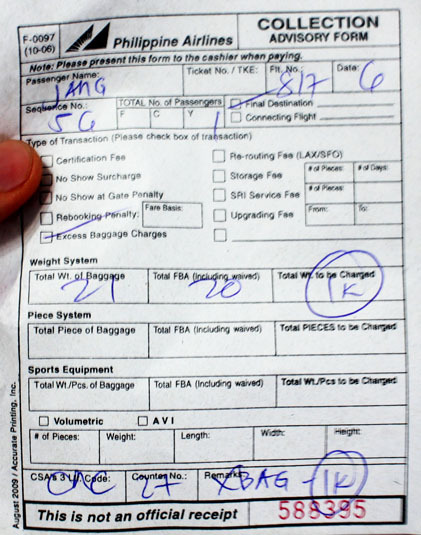 F-0097
(10-06)
Philippine Airlines
COLLECTION
ADVISORY FORM
Note: Please present this form to the cashier when paying.
Passenger Name: JANG
Ticket No. / TKE:
Flt. No.: 817
Date: 6
Sequence No.: 56
TOTAL No. of Passengers
F C Y 1
Final Destination
Connecting Flight
Type of Transaction (Please check box of transaction)
Certification Fee
Re-routing Fee (LAX/SFO)
No Show Surcharge
Storage Fee
# of Pieces: # of Days:
No Show at Gate Penalty
SRI Service Fee
# of Pieces:
Rebooking Penalty:
Fare Basis:
Upgrading Fee
From: To:
Excess Baggage Charges
Weight System
Total Wt. of Baggage 21
Total FBA (Including waived) 20
Total Wt. to be Charged 1K
Piece System
Total Piece of Baggage
Total FBA (Including waived)
Total PIECES to be Charged
Sports Equipment
Total Wt./Pcs. of Baggage
Total FBA (Including waived)
Total Wt./Pcs to be Charged
Volumetric
A V I
# of Pieces: Weight: Length: Width: Height:
CSA's 3 Lit. Code:
Counter No.: 27
Remarks: XBAG - 1K
This is not an official receipt
588395
August 2009 / Accurate Printing, Inc.